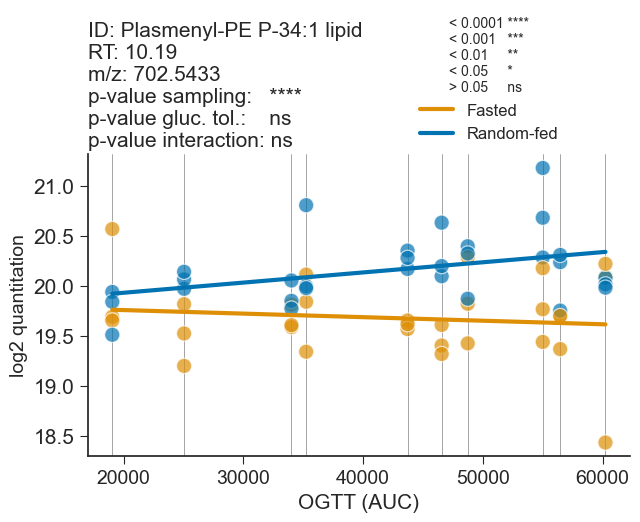 ID: Plasmenyl-PE P-34:1 lipid
RT: 10.19
m/z: 702.5433
p-value sampling: ****
p-value gluc. tol.: ns
p-value interaction: ns
< 0.0001 ****
< 0.001 ***
< 0.01 **
< 0.05 *
> 0.05 ns
Fasted
Random-fed
log2 quantitation
21.0
20.5
20.0
19.5
19.0
18.5
20000 30000 40000 50000 60000
OGTT (AUC)